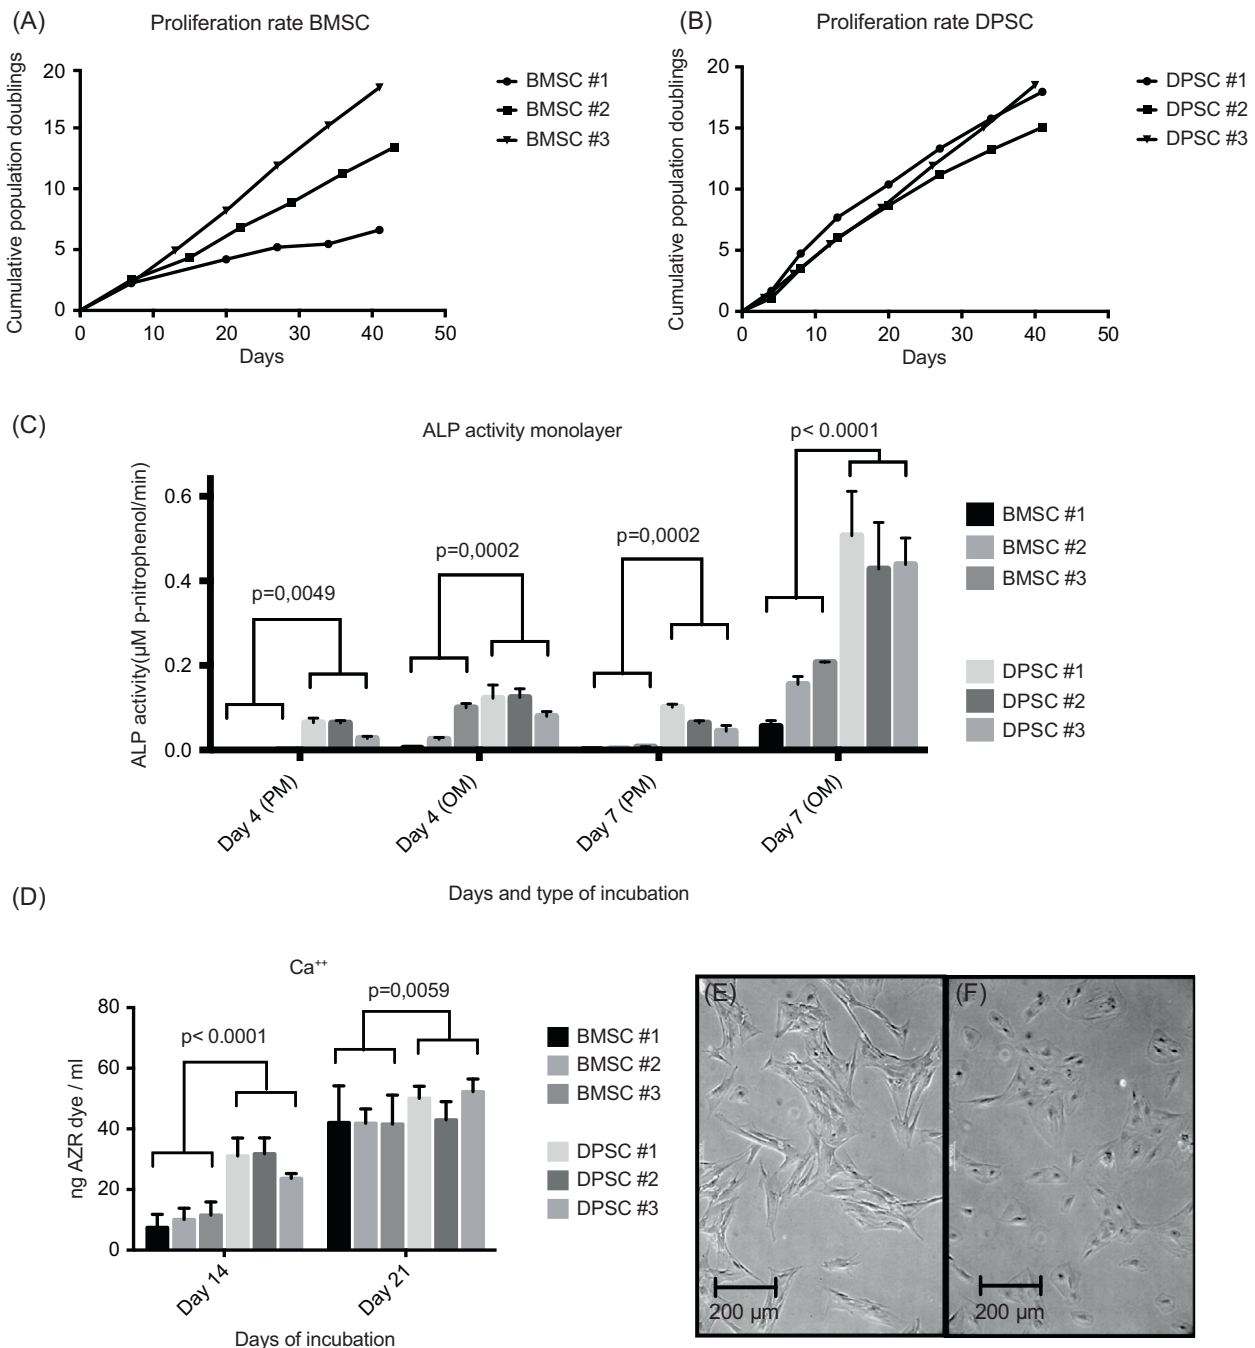 (A)
Proliferation rate BMSC
Cumulative population doublings
20
15
10
5
0
0 10 20 30 40 50
Days
BMSC #1
BMSC #2
BMSC #3
(B)
Proliferation rate DPSC
Cumulative population doublings
20
15
10
5
0
0 10 20 30 40 50
Days
DPSC #1
DPSC #2
DPSC #3
(C)
ALP activity monolayer
ALP activity(µM p-nitrophenol/min)
0.6
0.4
0.2
0.0
p=0,0049
p=0,0002
p=0,0002
p< 0.0001
Day 4 (PM)
Day 4 (OM)
Day 7 (PM)
Day 7 (OM)
Days and type of incubation
BMSC #1
BMSC #2
BMSC #3
DPSC #1
DPSC #2
DPSC #3
(D)
Ca⁺⁺
ng AZR dye / ml
80
60
40
20
0
p< 0.0001
p=0,0059
Day 14
Day 21
Days of incubation
BMSC #1
BMSC #2
BMSC #3
DPSC #1
DPSC #2
DPSC #3
(E)
200 µm
(F)
200 µm